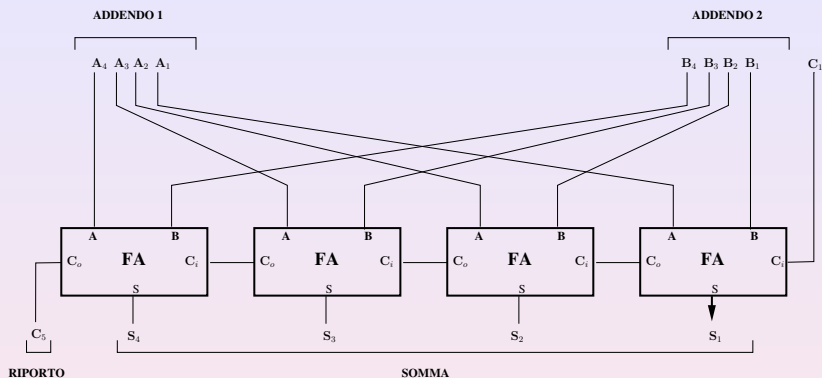 ADDENDO 1 ADDENDO 2
A4 A3 A2 A1 B4 B3 B2 B1 C1
A B A B A B A B
Co FA Ci Co FA Ci Co FA Ci Co FA Ci
S S S S
C5 S4 S3 S2 S1
RIPORTO SOMMA